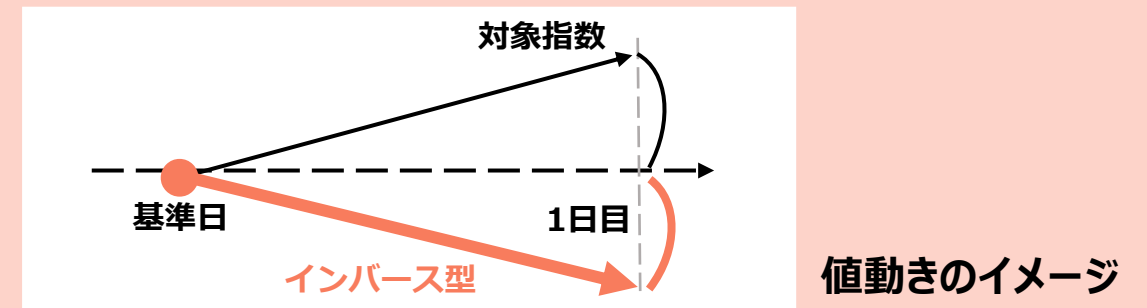 対象指数
基準日
1日目
インバース型
値動きのイメージ